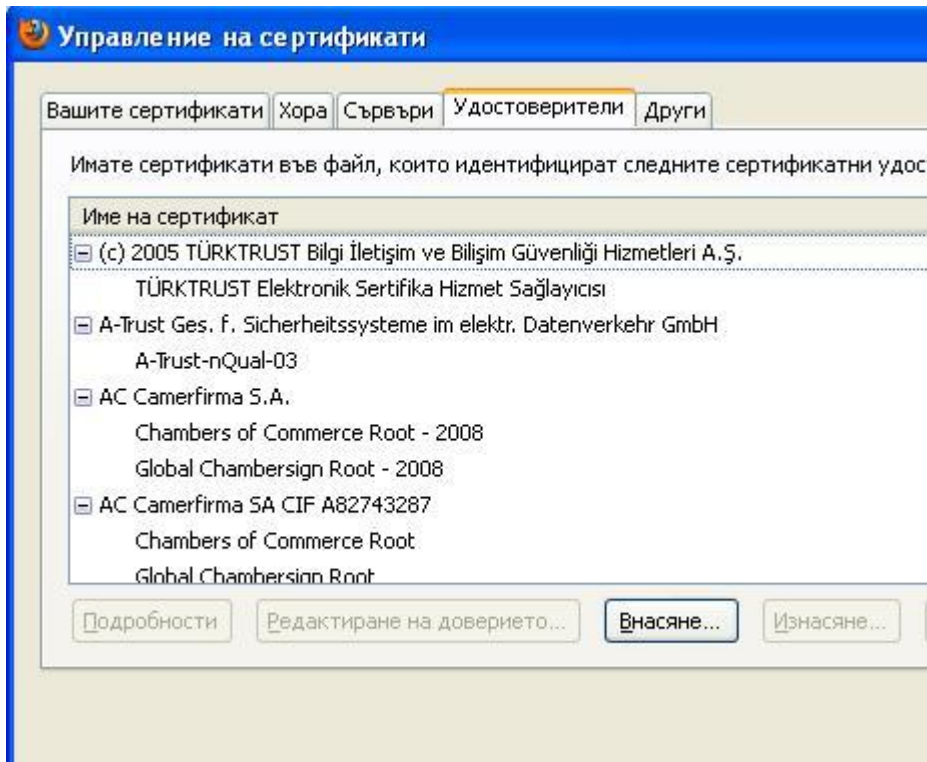 Управление на сертификати
Вашите сертификати Хора Сървъри Удостоверители Други
Имате сертификати във файл, които идентифицират следните сертификатни
Име на сертификат
(c) 2005 TÜRKTRUST Bilgi İletişim ve Bilişim Güvenliği Hizmetleri A.Ş.
TÜRKTRUST Elektronik Sertifika Hizmet Sağlayıcısı
A-Trust Ges. f. Sicherheitssysteme im elektr. Datenverkehr GmbH
A-Trust-nQual-03
AC Camerfirma S.A.
Chambers of Commerce Root - 2008
Global Chambersign Root - 2008
AC Camerfirma SA CIF A82743287
Chambers of Commerce Root
Global Chambersign Root
Подробности Редактиране на доверието... Внасяне... Изнасяне...